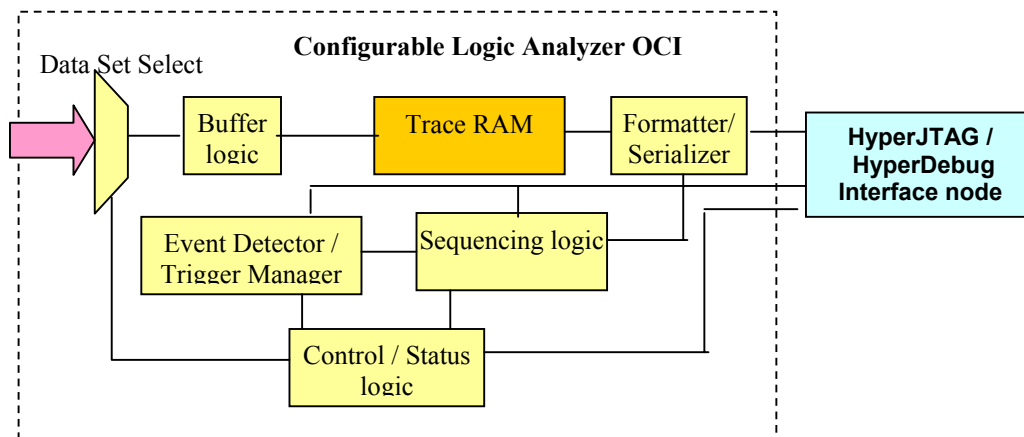 Configurable Logic Analyzer OCI
Data Set Select
Buffer
logic
Trace RAM
Formatter/
Serializer
HyperJTAG /
HyperDebug
Interface node
Event Detector /
Trigger Manager
Sequencing logic
Control / Status
logic